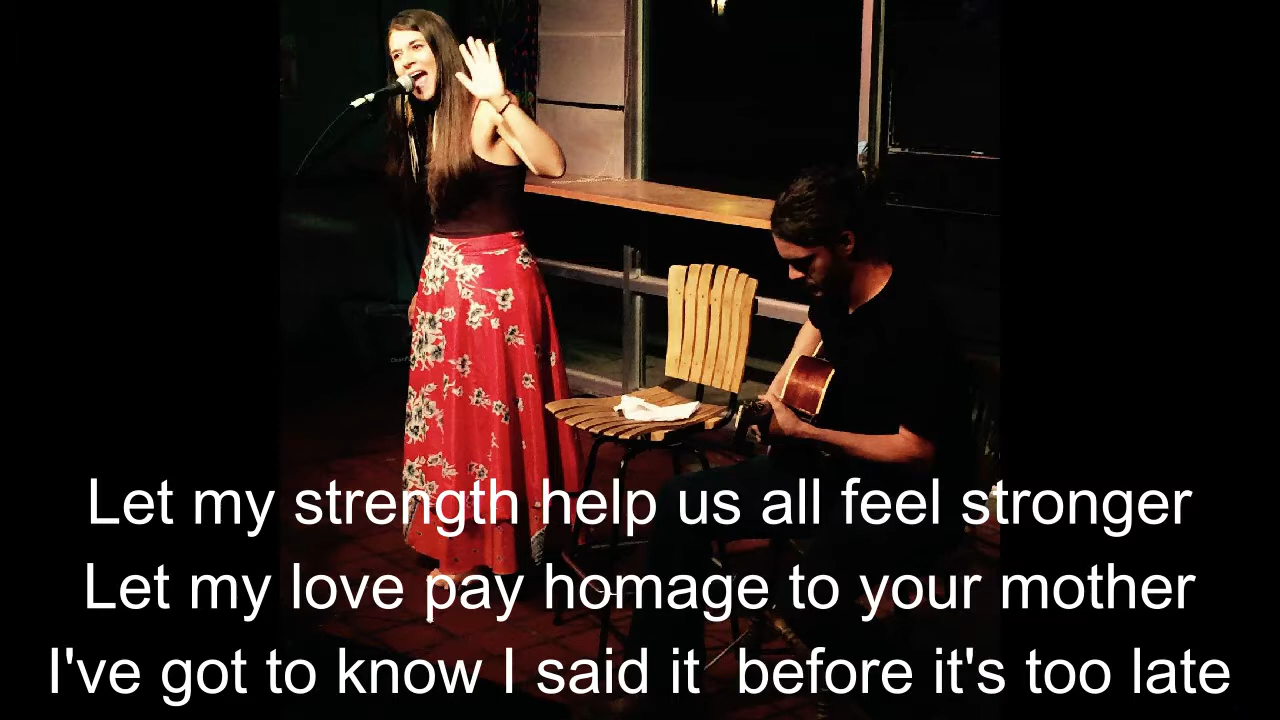 Let my strength help us all feel stronger
Let my love pay homage to your mother
I've got to know I said it  before it's too late